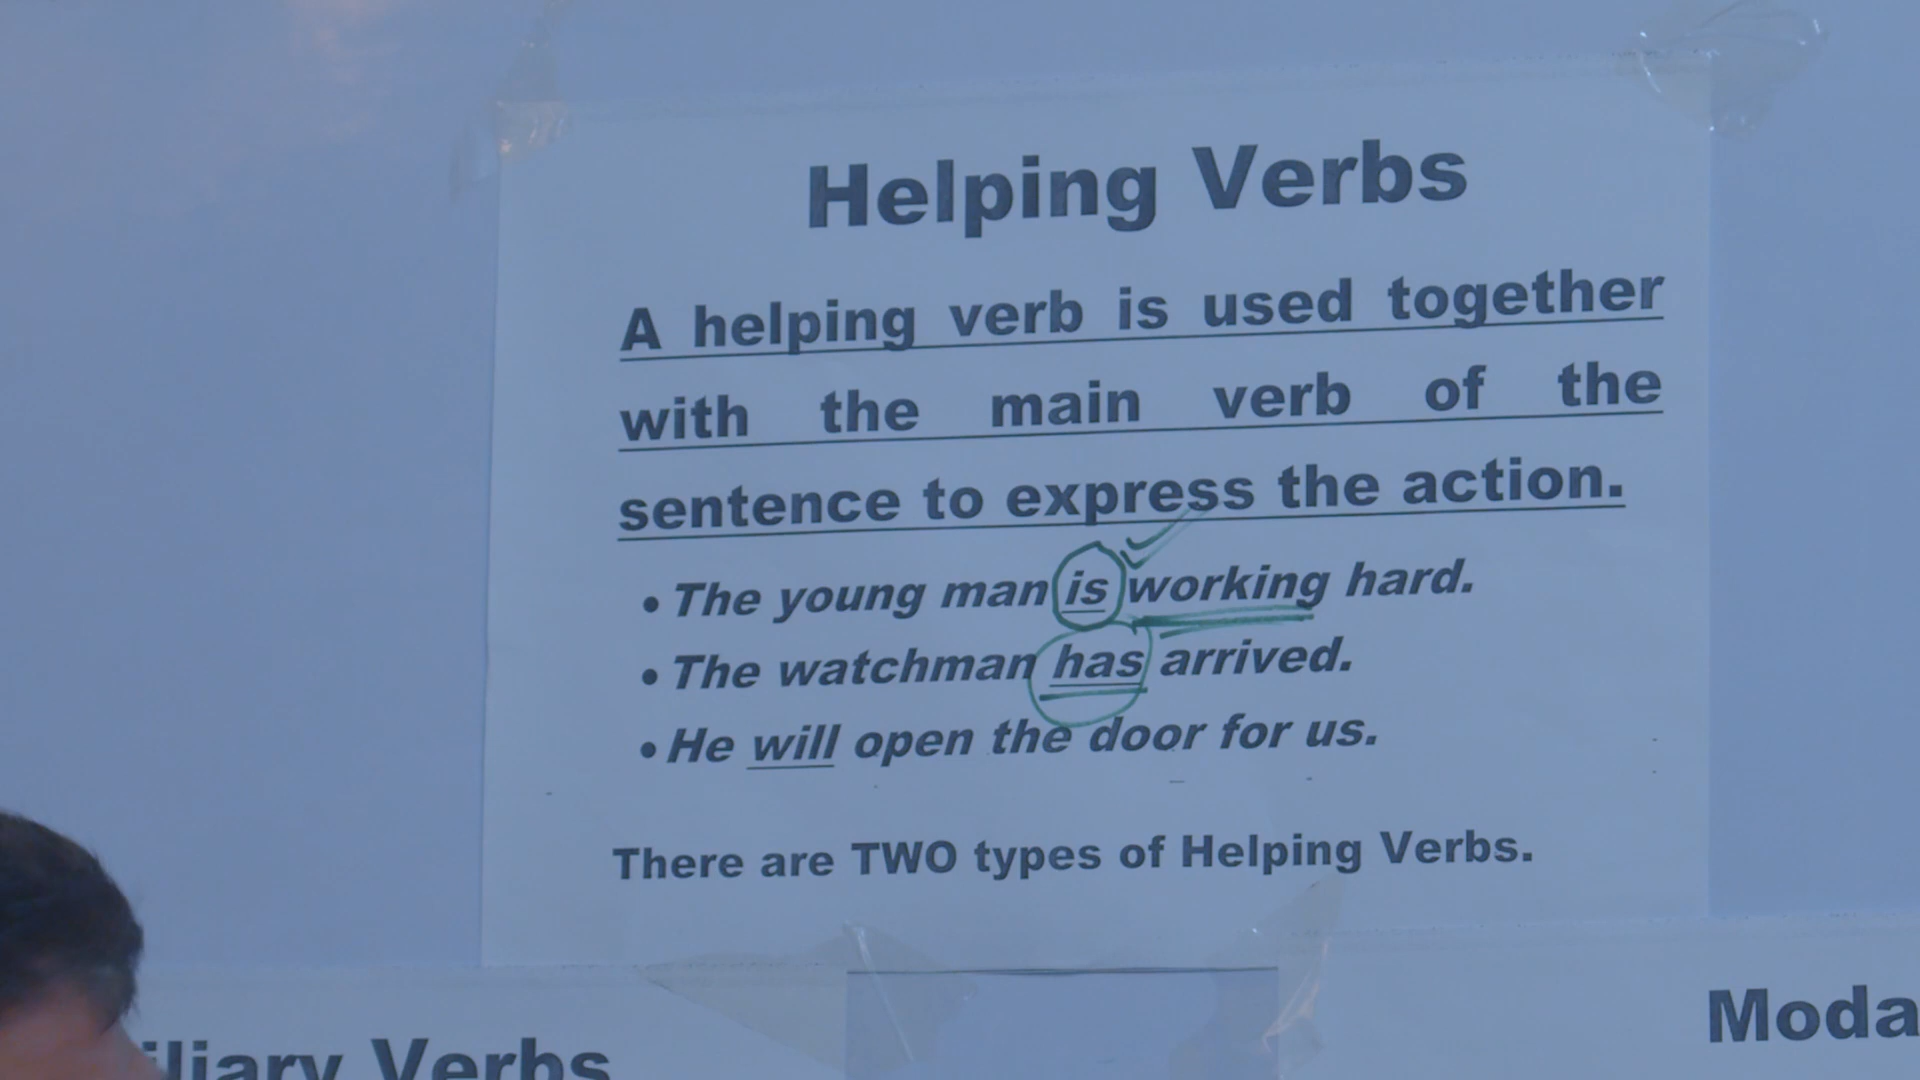 Helping Verbs
A helping verb is used together
with the main verb of the
sentence to express the action.
• The young man is working hard.
• The watchman has arrived.
• He will open the door for us.
There are TWO types of Helping Verbs.
Verbs